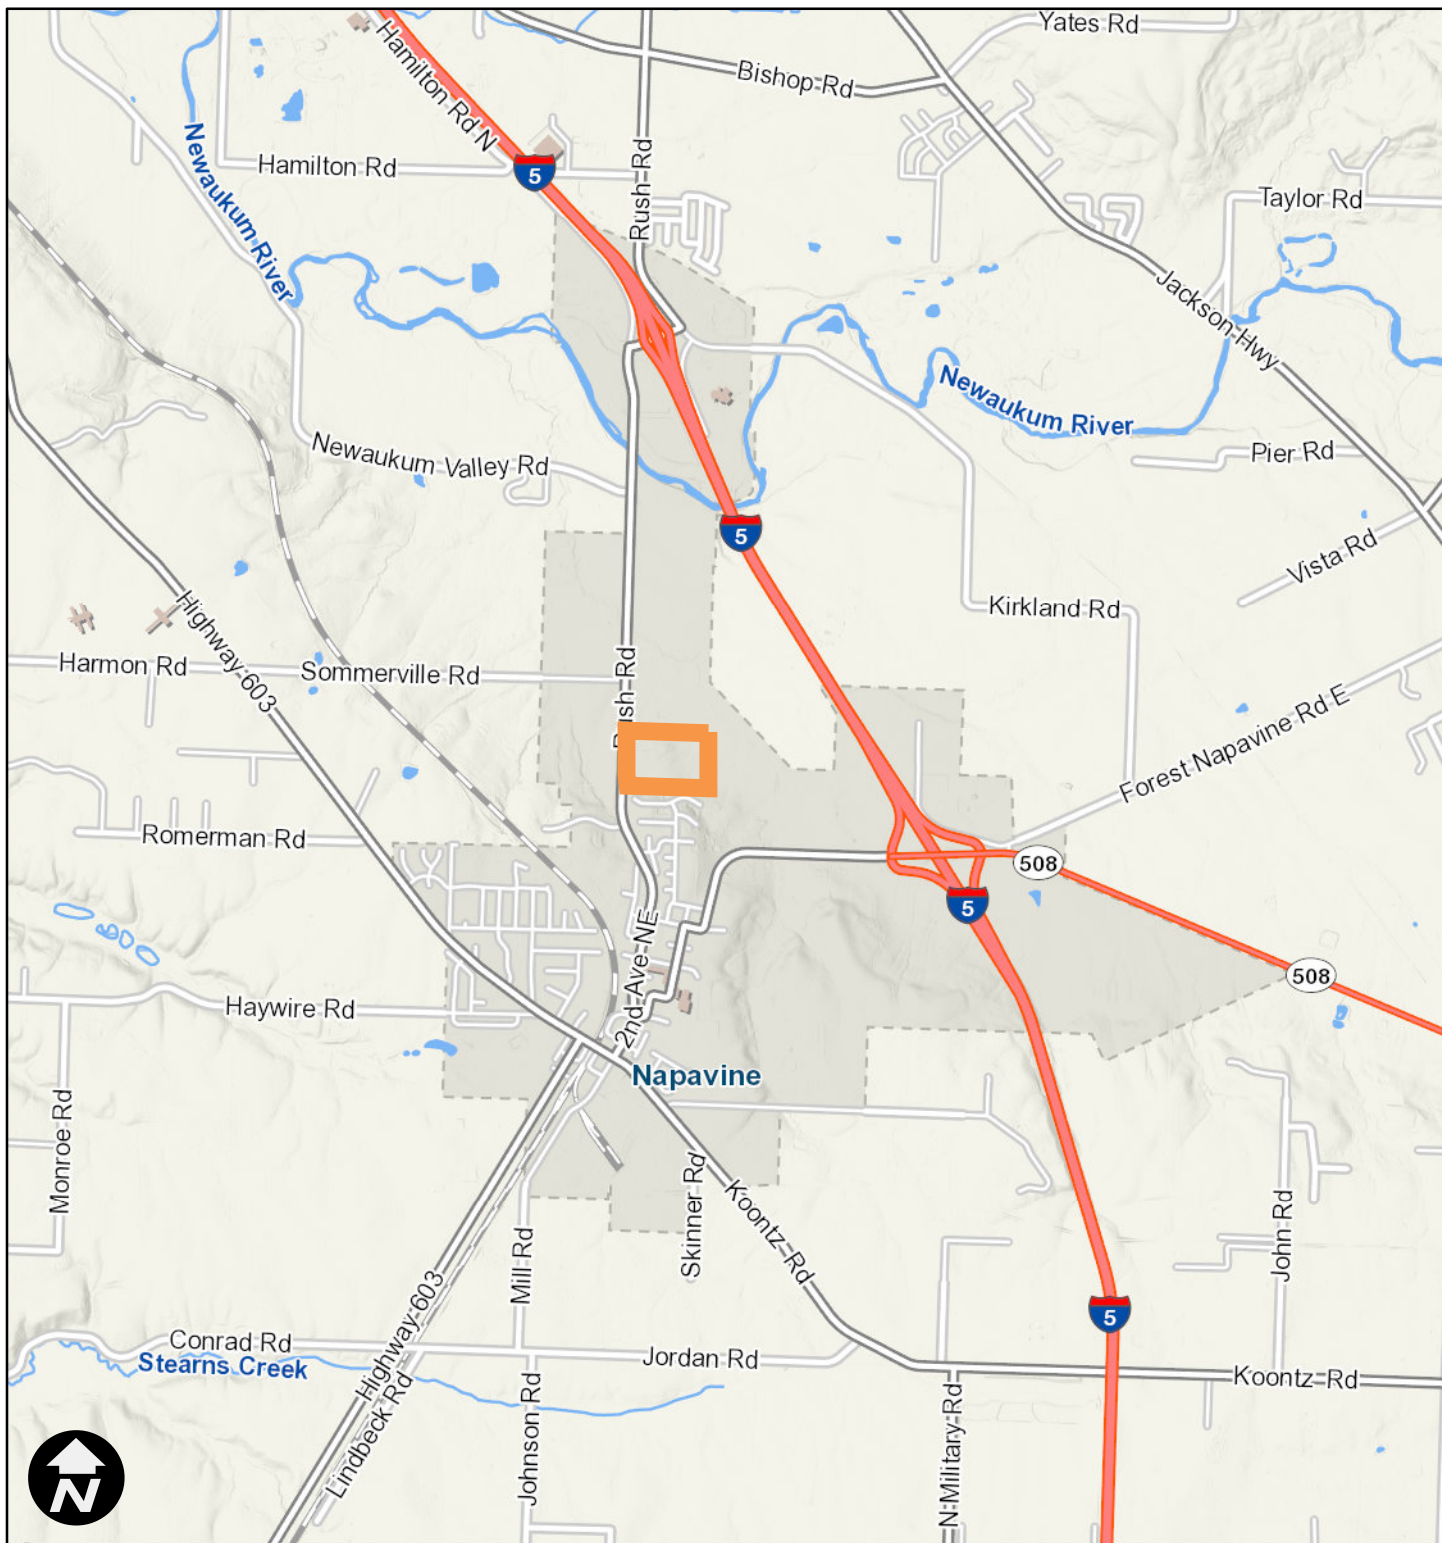 Yates Rd
Hamilton Rd N
Bishop Rd
Newaukum River
Hamilton Rd
5
Rush-Rd
Taylor Rd
Jackson Hwy
Newaukum River
Newaukum Valley Rd
Pier Rd
5
Vista Rd
Highway 603
Kirkland Rd
Harmon Rd
Sommerville Rd
Rush-Rd
Forest Napavine Rd E
Romerman Rd
508
5
2nd Ave NE
508
Haywire Rd
Napavine
Monroe Rd
Skinner Rd
Koontz Rd
Mill Rd
John Rd
Highway 603
5
Conrad Rd
Stearns Creek
Jordan Rd
Koontz Rd
Lindbeck Rd
Johnson Rd
N Military Rd
N